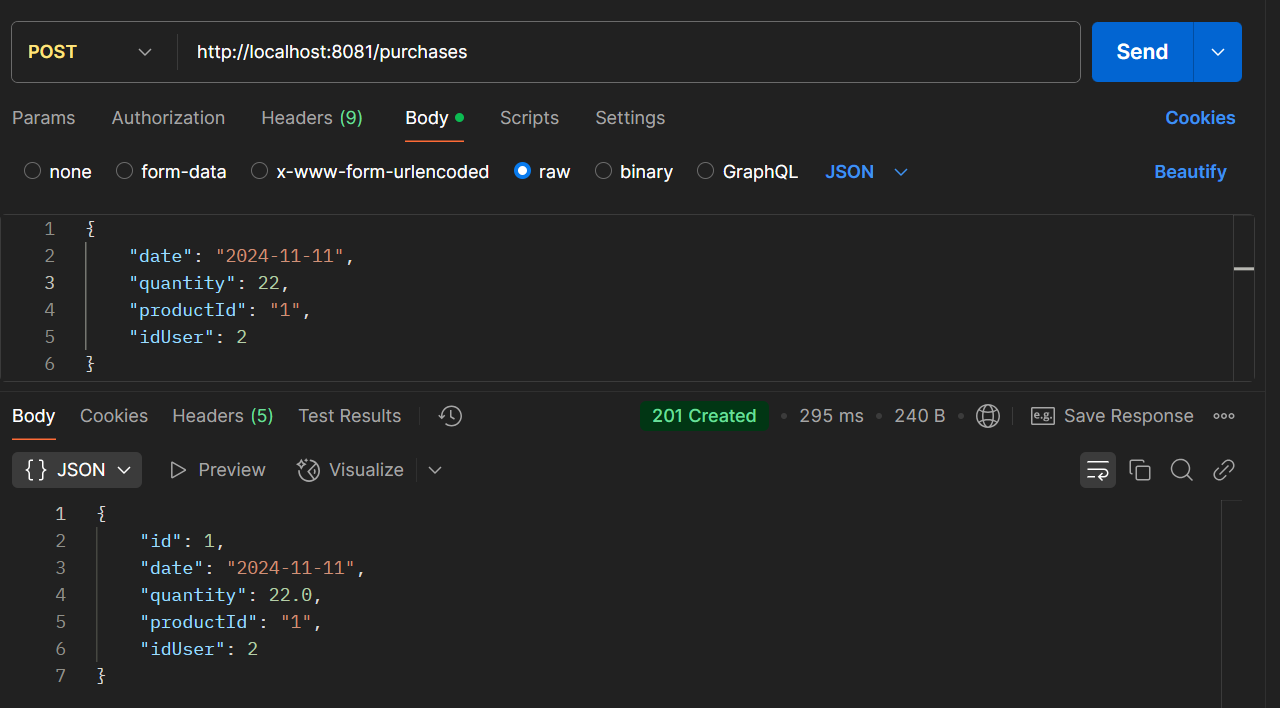 POST http://localhost:8081/purchases Send
Params Authorization Headers (9) Body Scripts Settings Cookies
none form-data x-www-form-urlencoded raw binary GraphQL JSON Beautify
1 {
2 "date": "2024-11-11",
3 "quantity": 22,
4 "productId": "1",
5 "idUser": 2
6 }
Body Cookies Headers (5) Test Results 201 Created 295 ms 240 B e.g. Save Response
{} JSON Preview Visualize
1 {
2 "id": 1,
3 "date": "2024-11-11",
4 "quantity": 22.0,
5 "productId": "1",
6 "idUser": 2
7 }